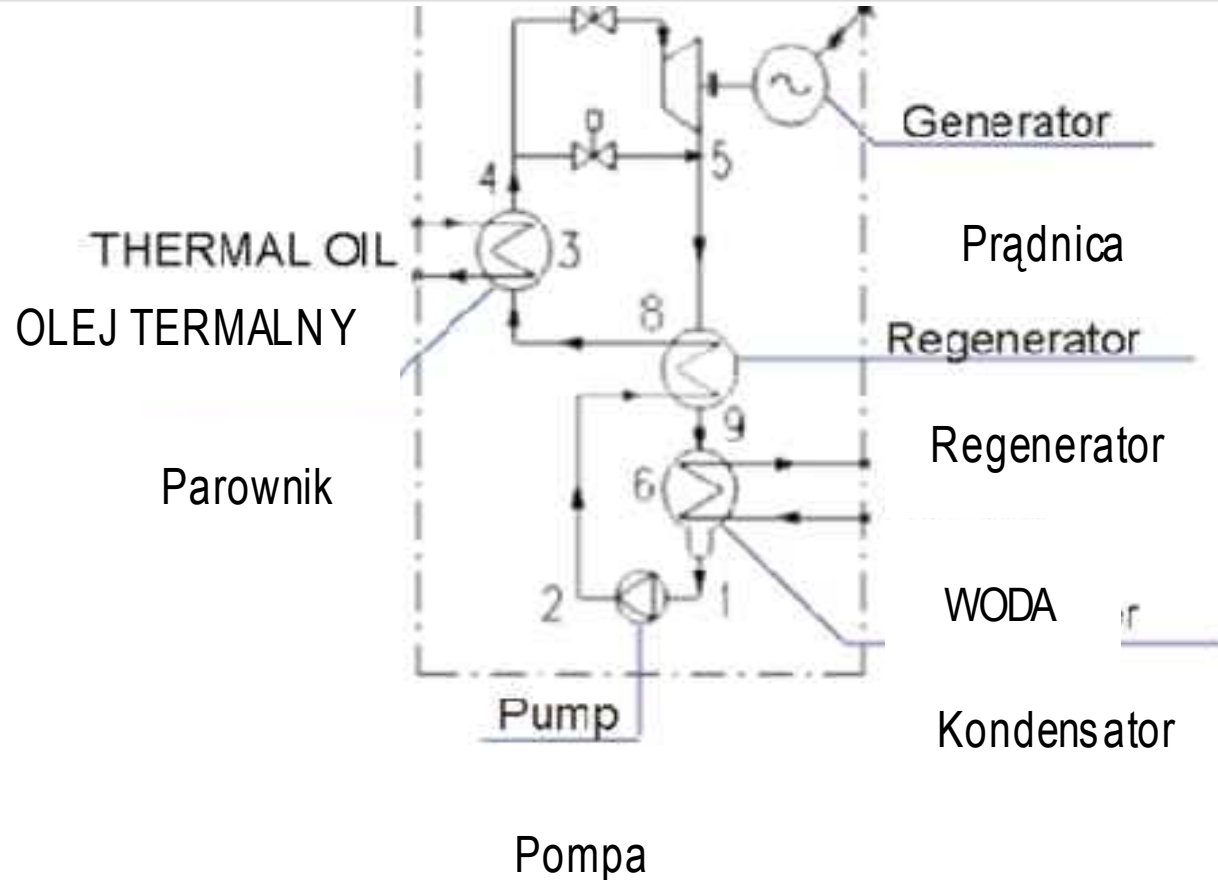 Generator
4
5
Prądnica
THERMAL OIL
3
OLEJ TERMALNY
8
Regenerator
9
Regenerator
Parownik
6
2
1
WODA
Pump
Kondensator
Pompa